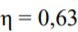 η = 0,63